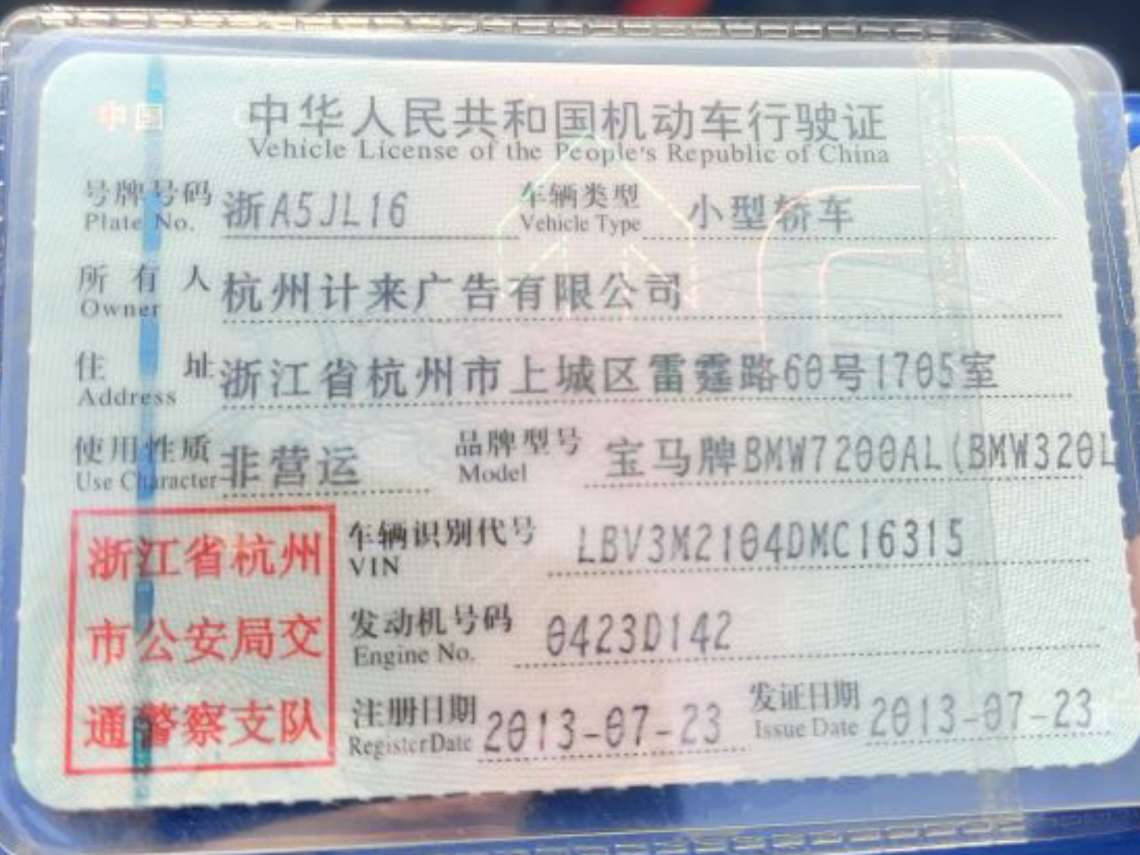 中国
中华人民共和国机动车行驶证
Vehicle License of the People's Republic of China
号牌号码 浙A5JL16 车辆类型 小型轿车
Plate No. Vehicle Type
所有人 杭州计来广告有限公司
Owner
住址 浙江省杭州市上城区雷霆路60号1705室
Address
使用性质 非营运 品牌型号 宝马牌BMW7200AL(BMW320L
Use Character Model
浙江省杭州
市公安局交
通警察支队
车辆识别代号 LBV3M2104DMC16315
VIN
发动机号码 0423D142
Engine No.
注册日期 2013-07-23 发证日期 2013-07-23
Register Date Issue Date